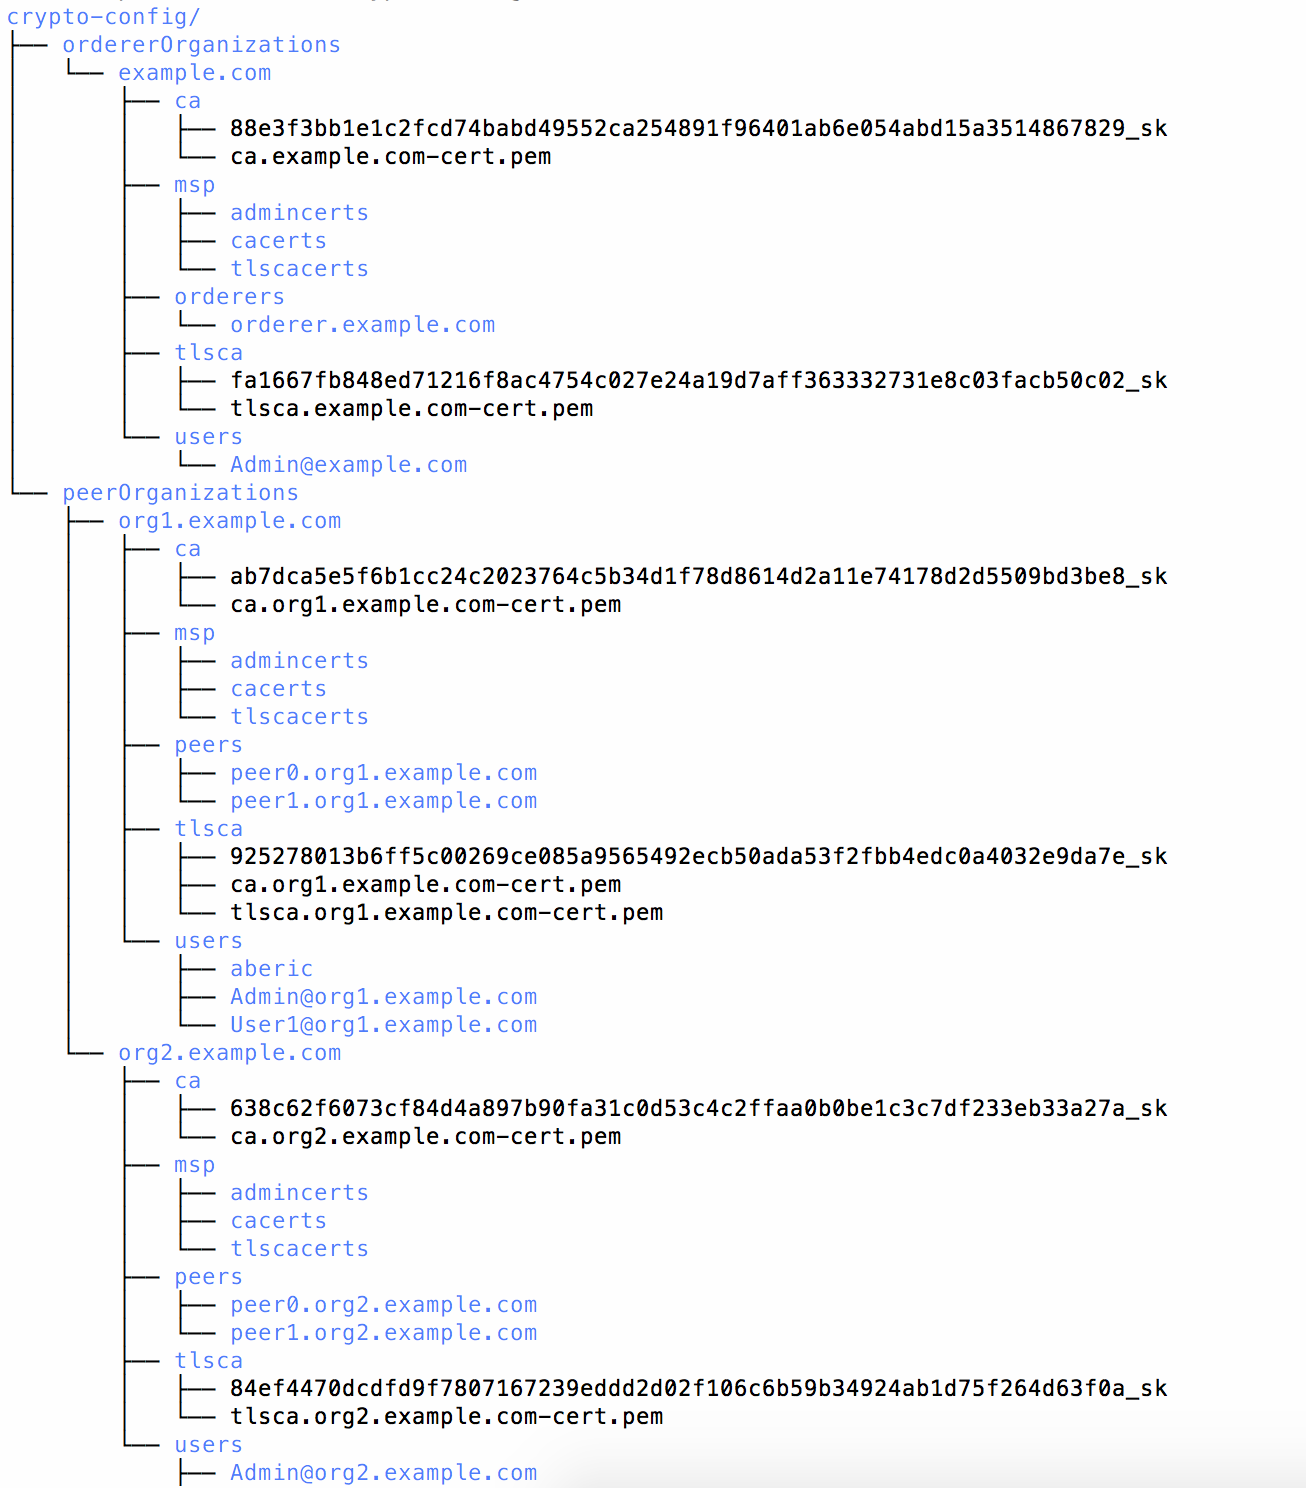 crypto-config/
├── ordererOrganizations
│   └── example.com
│       ├── ca
│       │   ├── 88e3f3bb1e1c2fcd74babd49552ca254891f96401ab6e054abd15a3514867829_sk
│       │   └── ca.example.com-cert.pem
│       ├── msp
│       │   ├── admincerts
│       │   ├── cacerts
│       │   └── tlscacerts
│       ├── orderers
│       │   └── orderer.example.com
│       ├── tlsca
│       │   ├── fa1667fb848ed71216f8ac4754c027e24a19d7aff363332731e8c03facb50c02_sk
│       │   └── tlsca.example.com-cert.pem
│       └── users
│           └── Admin@example.com
└── peerOrganizations
    ├── org1.example.com
    │   ├── ca
    │   │   ├── ab7dca5e5f6b1cc24c2023764c5b34d1f78d8614d2a11e74178d2d5509bd3be8_sk
    │   │   └── ca.org1.example.com-cert.pem
    │   ├── msp
    │   │   ├── admincerts
    │   │   ├── cacerts
    │   │   └── tlscacerts
    │   ├── peers
    │   │   ├── peer0.org1.example.com
    │   │   └── peer1.org1.example.com
    │   ├── tlsca
    │   │   ├── 925278013b6ff5c00269ce085a9565492ecb50ada53f2fbb4edc0a4032e9da7e_sk
    │   │   ├── ca.org1.example.com-cert.pem
    │   │   └── tlsca.org1.example.com-cert.pem
    │   └── users
    │       ├── aberic
    │       ├── Admin@org1.example.com
    │       └── User1@org1.example.com
    └── org2.example.com
        ├── ca
        │   ├── 638c62f6073cf84d4a897b90fa31c0d53c4c2ffaa0b0be1c3c7df233eb33a27a_sk
        │   └── ca.org2.example.com-cert.pem
        ├── msp
        │   ├── admincerts
        │   ├── cacerts
        │   └── tlscacerts
        ├── peers
        │   ├── peer0.org2.example.com
        │   └── peer1.org2.example.com
        ├── tlsca
        │   ├── 84ef4470dcdfd9f7807167239eddd2d02f106c6b59b34924ab1d75f264d63f0a_sk
        │   └── tlsca.org2.example.com-cert.pem
        └── users
            ├── Admin@org2.example.com